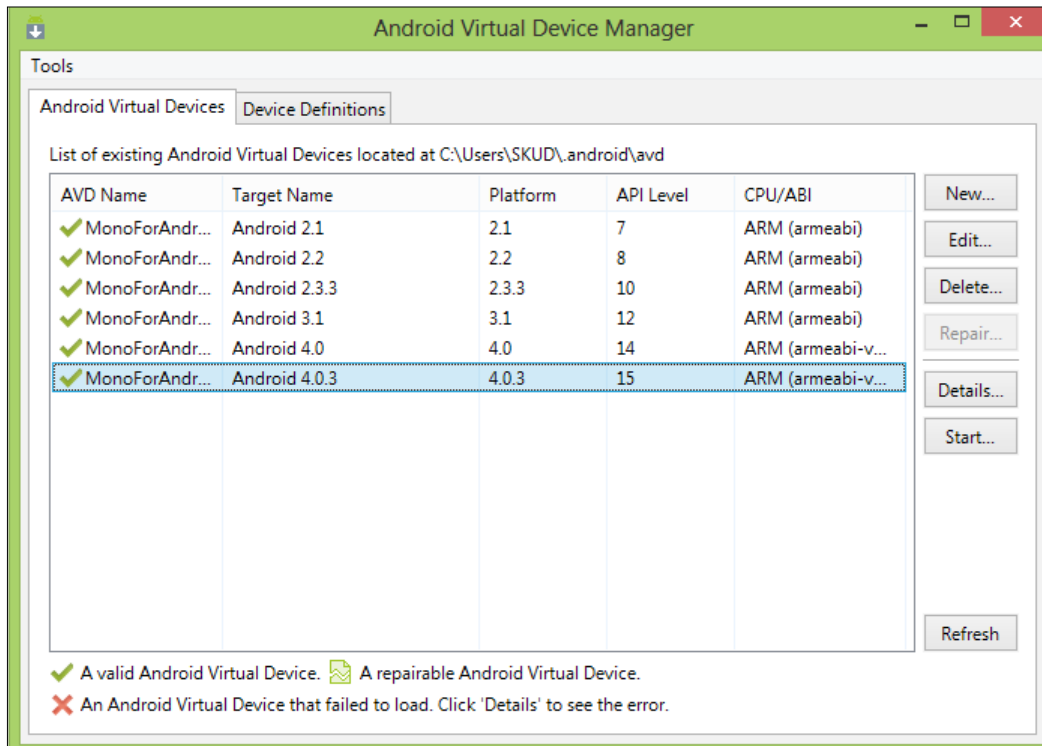 Android Virtual Device Manager
Tools
Android Virtual Devices Device Definitions
List of existing Android Virtual Devices located at C:\Users\SKUD\.android\avd
AVD Name Target Name Platform API Level CPU/ABI New...
MonoForAndr... Android 2.1 2.1 7 ARM (armeabi)
MonoForAndr... Android 2.2 2.2 8 ARM (armeabi) Edit...
MonoForAndr... Android 2.3.3 2.3.3 10 ARM (armeabi) Delete...
MonoForAndr... Android 3.1 3.1 12 ARM (armeabi) Repair...
MonoForAndr... Android 4.0 4.0 14 ARM (armeabi-v...
MonoForAndr... Android 4.0.3 4.0.3 15 ARM (armeabi-v... Details...
Start...
Refresh
A valid Android Virtual Device. A repairable Android Virtual Device.
An Android Virtual Device that failed to load. Click 'Details' to see the error.